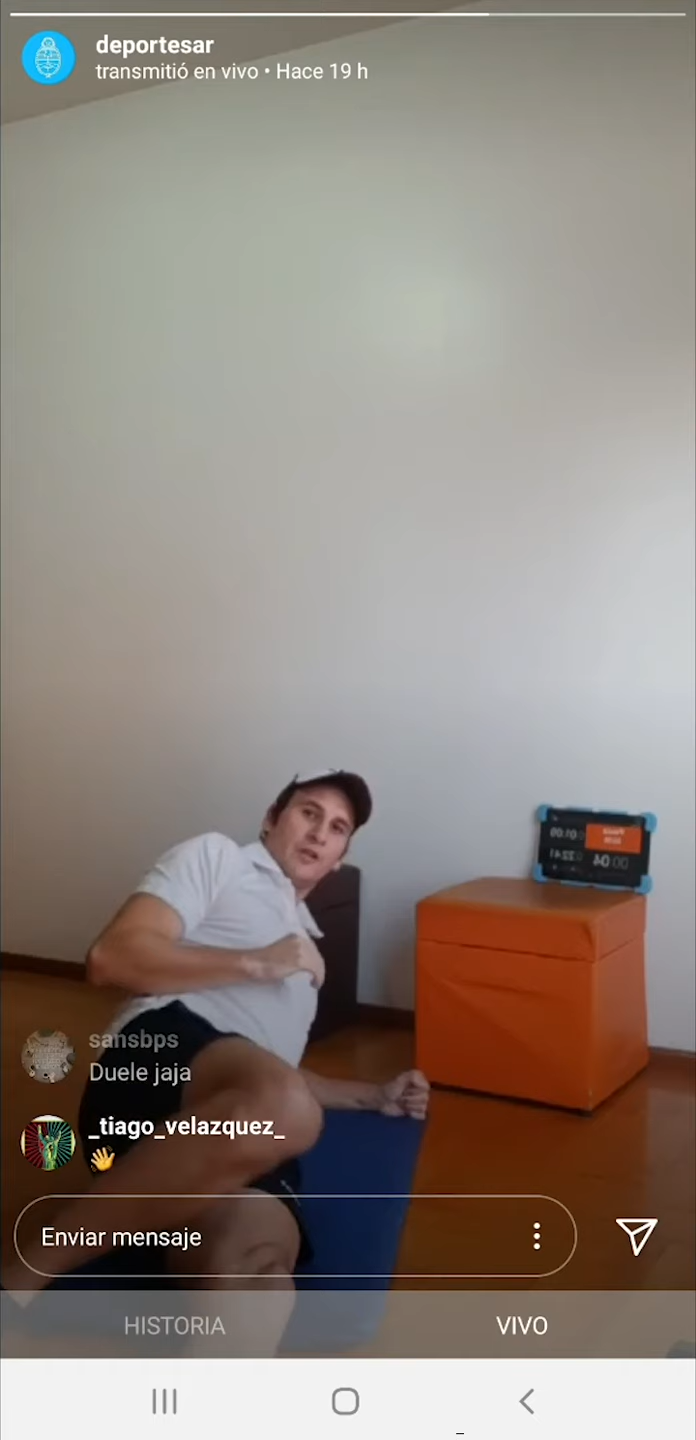 deportesar
transmitió en vivo • Hace 19 h
sansbps
Duele jaja
_tiago_velazquez_
👋
Enviar mensaje
HISTORIA
VIVO